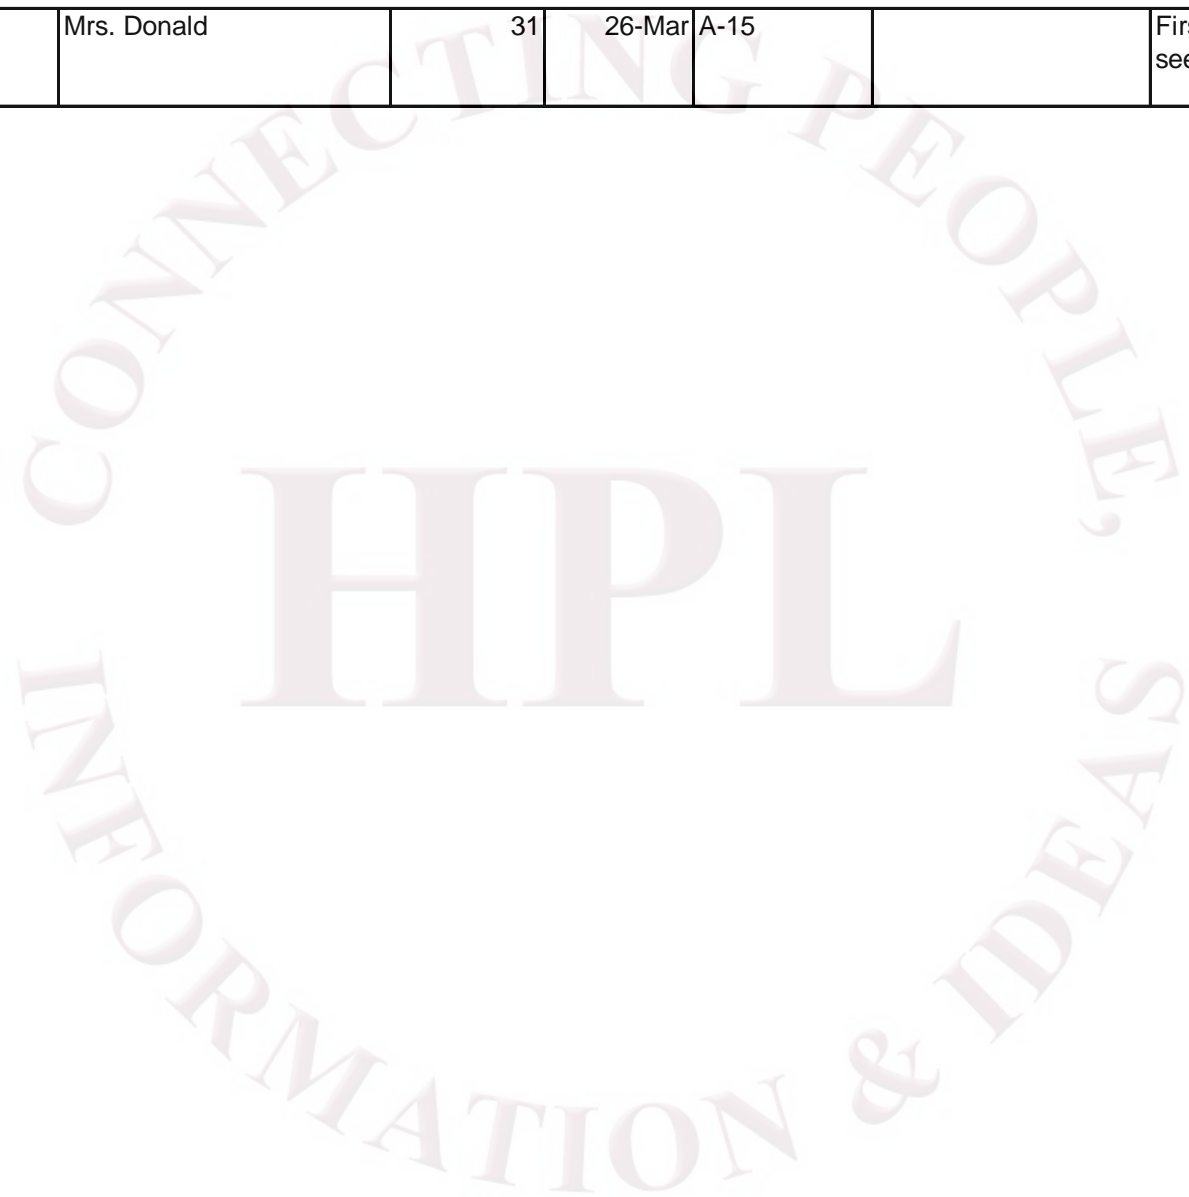 Mrs. Donald 31 26-Mar A-15
CONNECTING PEOPLE,
HPL
INFORMATION & IDEAS